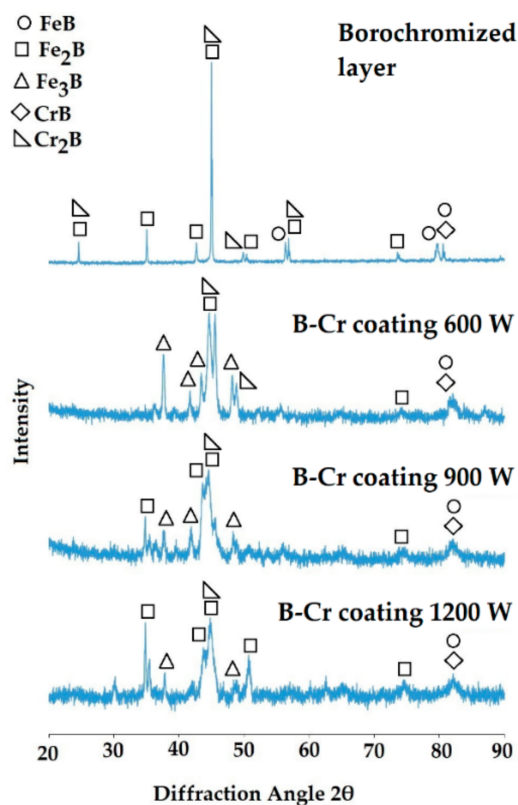 FeB
Fe₂B
Fe₃B
CrB
Cr₂B
Borochromized
layer
B-Cr coating 600 W
B-Cr coating 900 W
B-Cr coating 1200 W
Intensity
20 30 40 50 60 70 80 90
Diffraction Angle 2θ